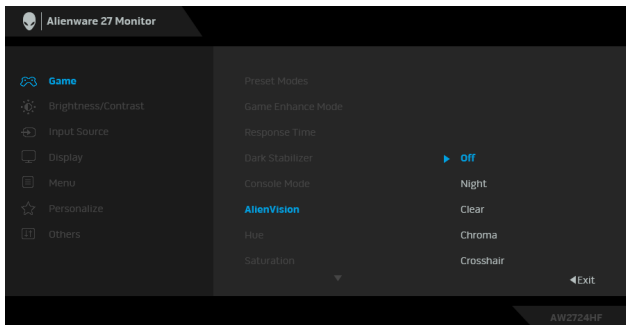 Alienware 27 Monitor
Game
Brightness/Contrast
Input Source
Display
Menu
Personalize
Others
Preset Modes
Game Enhance Mode
Response Time
Dark Stabilizer
Console Mode
AlienVision
Hue
Saturation
Off
Night
Clear
Chroma
Crosshair
Exit
AW2724HF